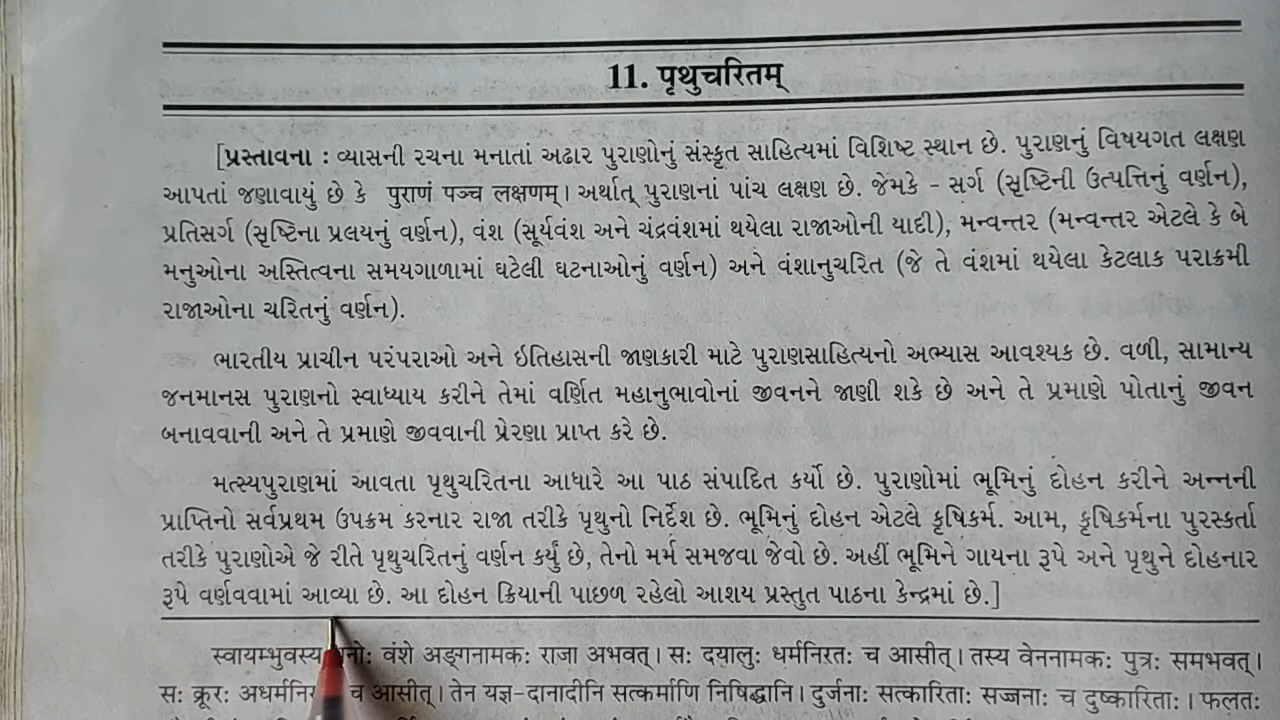 11. पृथुचरितम्
[પ્રસ્તાવના : વ્યાસની રચના મનાતાં અઢાર પુરાણોનું સંસ્કૃત સાહિત્યમાં વિશિષ્ટ સ્થાન છે. પુરાણનું વિષયગત લક્ષણ
આપતાં જણાવાયું છે કે पुराणं पञ्च लक्षणम्। અર્થાત્ પુરાણનાં પાંચ લક્ષણ છે. જેમકે - સર્ગ (સૃષ્ટિની ઉત્પત્તિનું વર્ણન),
પ્રતિસર્ગ (સૃષ્ટિના પ્રલયનું વર્ણન), વંશ (સૂર્યવંશ અને ચંદ્રવંશમાં થયેલા રાજાઓની યાદી), મન્વન્તર (મન્વન્તર એટલે કે બે
મનુઓના અસ્તિત્વના સમયગાળામાં ઘટેલી ઘટનાઓનું વર્ણન) અને વંશાનુચરિત (જે તે વંશમાં થયેલા કેટલાક પરાક્રમી
રાજાઓના ચરિતનું વર્ણન).
ભારતીય પ્રાચીન પરંપરાઓ અને ઇતિહાસની જાણકારી માટે પુરાણસાહિત્યનો અભ્યાસ આવશ્યક છે. વળી, સામાન્ય
જનમાનસ પુરાણનો સ્વાધ્યાય કરીને તેમાં વર્ણિત મહાનુભાવોનાં જીવનને જાણી શકે છે અને તે પ્રમાણે પોતાનું જીવન
બનાવવાની અને તે પ્રમાણે જીવવાની પ્રેરણા પ્રાપ્ત કરે છે.
મત્સ્યપુરાણમાં આવતા પૃથુચરિતના આધારે આ પાઠ સંપાદિત કર્યો છે. પુરાણોમાં ભૂમિનું દોહન કરીને અન્નની
પ્રાપ્તિનો સર્વપ્રથમ ઉપક્રમ કરનાર રાજા તરીકે પૃથુનો નિર્દેશ છે. ભૂમિનું દોહન એટલે કૃષિકર્મ. આમ, કૃષિકર્મના પુરસ્કર્તા
તરીકે પુરાણોએ જે રીતે પૃથુચરિતનું વર્ણન કર્યું છે, તેનો મર્મ સમજવા જેવો છે. અહીં ભૂમિને ગાયના રૂપે અને પૃથુને દોહનાર
રૂપે વર્ણવવામાં આવ્યા છે. આ દોહન ક્રિયાની પાછળ રહેલો આશય પ્રસ્તુત પાઠના કેન્દ્રમાં છે.]
स्वायम्भुवस्य वंशे अङ्गनामकः राजा अभवत्। सः दयालुः धर्मनिरतः च आसीत्। तस्य वेननामकः पुत्रः समभवत्।
सः क्रूरः च आसीत्। तेन यज्ञ-दानादीनि सत्कर्माणि निषिद्धानि। दुर्जनाः सत्कारिताः सज्जनाः च दुष्कारिताः। फलतः